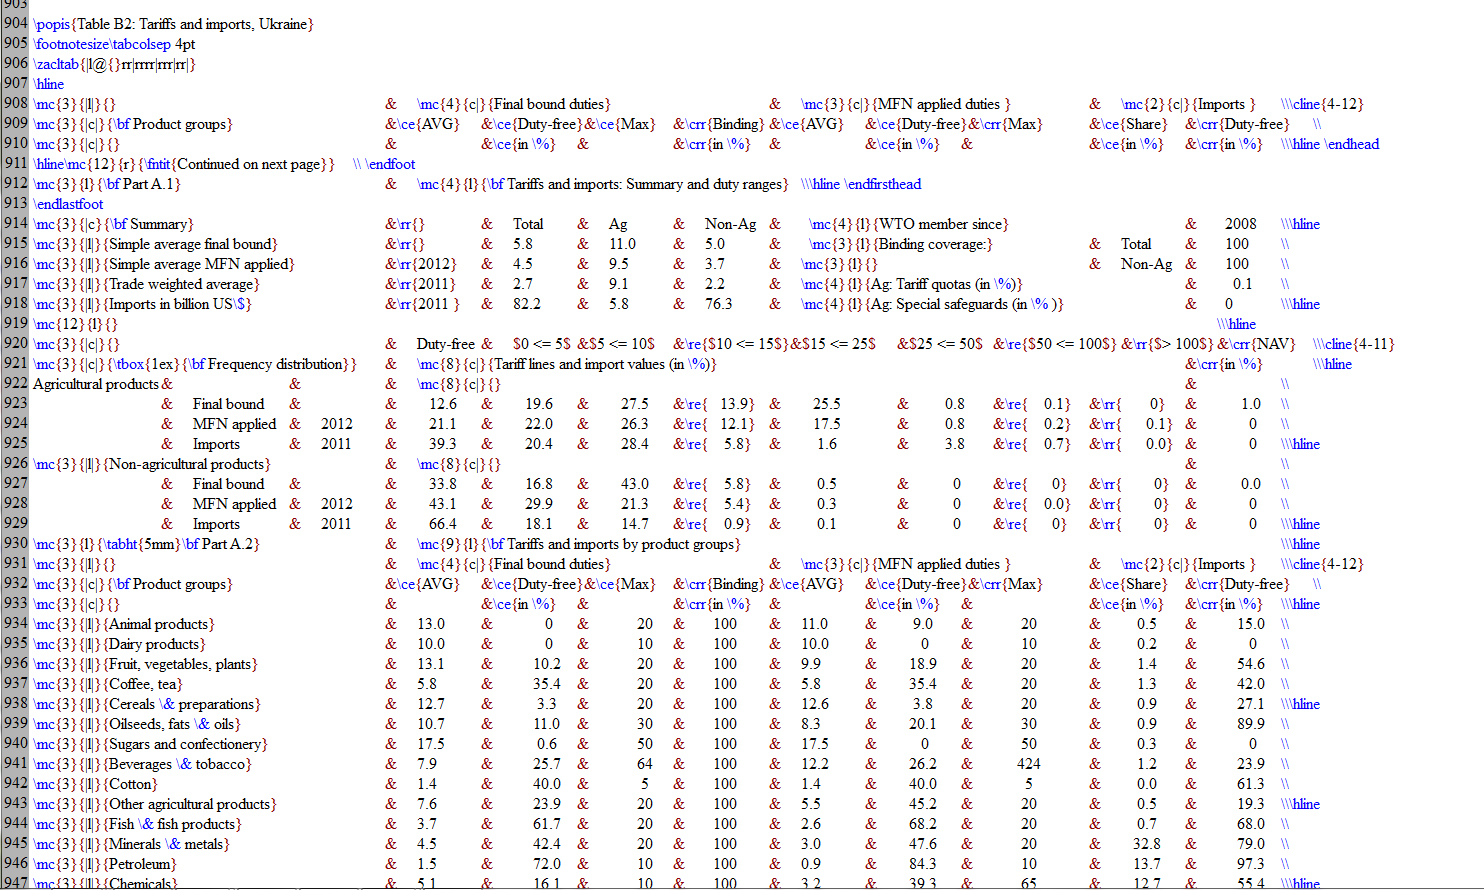 903
904 \popis{Table B2: Tariffs and imports, Ukraine}
905 \footnotesize\tabcolsep 4pt
906 \zacltab{|l@{}rr|rrrr|rrr|rr|}
907 \hline
908 \mc{3}{|l|}{} & \mc{4}{c|}{Final bound duties} & \mc{3}{c|}{MFN applied duties } & \mc{2}{c|}{Imports } \\\cline{4-12}
909 \mc{3}{|c|}{\bf Product groups} &\ce{AVG} &\ce{Duty-free}&\ce{Max} &\crr{Binding} &\ce{AVG} &\ce{Duty-free}&\crr{Max} &\ce{Share} &\crr{Duty-free} \\
910 \mc{3}{|c|}{} & &\ce{in \%} & &\crr{in \%} & &\ce{in \%} & &\ce{in \%} &\crr{in \%} \\\hline \endhead
911 \hline\mc{12}{r}{\fntit{Continued on next page}} \\ \endfoot
912 \mc{3}{l}{\bf Part A.1} & \mc{4}{l}{\bf Tariffs and imports: Summary and duty ranges} \\\hline \endfirsthead
913 \endlastfoot
914 \mc{3}{|c}{\bf Summary} &\rr{} & Total & Ag & Non-Ag & \mc{4}{l}{WTO member since} & 2008 \\\hline
915 \mc{3}{|l|}{Simple average final bound} &\rr{} & 5.8 & 11.0 & 5.0 & \mc{3}{l}{Binding coverage:} & Total & 100 \\
916 \mc{3}{|l|}{Simple average MFN applied} &\rr{2012} & 4.5 & 9.5 & 3.7 & \mc{3}{l}{} & Non-Ag & 100 \\
917 \mc{3}{|l|}{Trade weighted average} &\rr{2011} & 2.7 & 9.1 & 2.2 & \mc{4}{l}{Ag: Tariff quotas (in \%)} & 0.1 \\
918 \mc{3}{|l|}{Imports in billion US\$} &\rr{2011 } & 82.2 & 5.8 & 76.3 & \mc{4}{l}{Ag: Special safeguards (in \% )} & 0 \\\hline
919 \mc{12}{l}{} \\\hline
920 \mc{3}{|c|}{} & Duty-free & $0 <= 5$ &$5 <= 10$ &\re{$10 <= 15$}&$15 <= 25$ &$25 <= 50$ &\re{$50 <= 100$} &\rr{$> 100$} &\crr{NAV} \\\cline{4-11}
921 \mc{3}{|c|}{\tbox{1ex}{\bf Frequency distribution}} & \mc{8}{c|}{Tariff lines and import values (in \%)} &\crr{in \%} \\\hline
922 Agricultural products & & & \mc{8}{c|}{} & \\
923 & Final bound & & 12.6 & 19.6 & 27.5 &\re{ 13.9} & 25.5 & 0.8 &\re{ 0.1} &\rr{ 0} & 1.0 \\
924 & MFN applied & 2012 & 21.1 & 22.0 & 26.3 &\re{ 12.1} & 17.5 & 0.8 &\re{ 0.2} &\rr{ 0.1} & 0 \\
925 & Imports & 2011 & 39.3 & 20.4 & 28.4 &\re{ 5.8} & 1.6 & 3.8 &\re{ 0.7} &\rr{ 0.0} & 0 \\\hline
926 \mc{3}{|l|}{Non-agricultural products} & \mc{8}{c|}{} & \\
927 & Final bound & & 33.8 & 16.8 & 43.0 &\re{ 5.8} & 0.5 & 0 &\re{ 0} &\rr{ 0} & 0.0 \\
928 & MFN applied & 2012 & 43.1 & 29.9 & 21.3 &\re{ 5.4} & 0.3 & 0 &\re{ 0.0} &\rr{ 0} & 0 \\
929 & Imports & 2011 & 66.4 & 18.1 & 14.7 &\re{ 0.9} & 0.1 & 0 &\re{ 0} &\rr{ 0} & 0 \\\hline
930 \mc{3}{l}{\tabht{5mm}\bf Part A.2} & \mc{9}{l}{\bf Tariffs and imports by product groups} \\\hline
931 \mc{3}{|l|}{} & \mc{4}{c|}{Final bound duties} & \mc{3}{c|}{MFN applied duties } & \mc{2}{c|}{Imports } \\\cline{4-12}
932 \mc{3}{|c|}{\bf Product groups} &\ce{AVG} &\ce{Duty-free}&\ce{Max} &\crr{Binding} &\ce{AVG} &\ce{Duty-free}&\crr{Max} &\ce{Share} &\crr{Duty-free} \\
933 \mc{3}{|c|}{} & &\ce{in \%} & &\crr{in \%} & &\ce{in \%} & &\ce{in \%} &\crr{in \%} \\\hline
934 \mc{3}{|l|}{Animal products} & 13.0 & 0 & 20 & 100 & 11.0 & 9.0 & 20 & 0.5 & 15.0 \\
935 \mc{3}{|l|}{Dairy products} & 10.0 & 0 & 10 & 100 & 10.0 & 0 & 10 & 0.2 & 0 \\
936 \mc{3}{|l|}{Fruit, vegetables, plants} & 13.1 & 10.2 & 20 & 100 & 9.9 & 18.9 & 20 & 1.4 & 54.6 \\
937 \mc{3}{|l|}{Coffee, tea} & 5.8 & 35.4 & 20 & 100 & 5.8 & 35.4 & 20 & 1.3 & 42.0 \\
938 \mc{3}{|l|}{Cereals \& preparations} & 12.7 & 3.3 & 20 & 100 & 12.6 & 3.8 & 20 & 0.9 & 27.1 \\\hline
939 \mc{3}{|l|}{Oilseeds, fats \& oils} & 10.7 & 11.0 & 30 & 100 & 8.3 & 20.1 & 30 & 0.9 & 89.9 \\
940 \mc{3}{|l|}{Sugars and confectionery} & 17.5 & 0.6 & 50 & 100 & 17.5 & 0 & 50 & 0.3 & 0 \\
941 \mc{3}{|l|}{Beverages \& tobacco} & 7.9 & 25.7 & 64 & 100 & 12.2 & 26.2 & 424 & 1.2 & 23.9 \\
942 \mc{3}{|l|}{Cotton} & 1.4 & 40.0 & 5 & 100 & 1.4 & 40.0 & 5 & 0.0 & 61.3 \\
943 \mc{3}{|l|}{Other agricultural products} & 7.6 & 23.9 & 20 & 100 & 5.5 & 45.2 & 20 & 0.5 & 19.3 \\\hline
944 \mc{3}{|l|}{Fish \& fish products} & 3.7 & 61.7 & 20 & 100 & 2.6 & 68.2 & 20 & 0.7 & 68.0 \\
945 \mc{3}{|l|}{Minerals \& metals} & 4.5 & 42.4 & 20 & 100 & 3.0 & 47.6 & 20 & 32.8 & 79.0 \\
946 \mc{3}{|l|}{Petroleum} & 1.5 & 72.0 & 10 & 100 & 0.9 & 84.3 & 10 & 13.7 & 97.3 \\
947 \mc{3}{|l|}{Chemicals} & 5.1 & 16.1 & 10 & 100 & 3.2 & 39.3 & 65 & 12.7 & 55.4 \\\hline